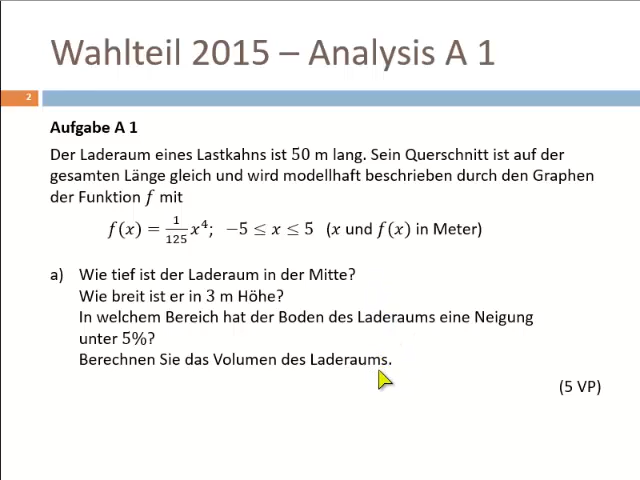 Wahlteil 2015 – Analysis A 1
2
Aufgabe A 1
Der Laderaum eines Lastkahns ist 50 m lang. Sein Querschnitt ist auf der
gesamten Länge gleich und wird modellhaft beschrieben durch den Graphen
der Funktion f mit
f(x) = 1/125 x⁴; −5 ≤ x ≤ 5 (x und f(x) in Meter)
a) Wie tief ist der Laderaum in der Mitte?
Wie breit ist er in 3 m Höhe?
In welchem Bereich hat der Boden des Laderaums eine Neigung
unter 5%?
Berechnen Sie das Volumen des Laderaums.
(5 VP)